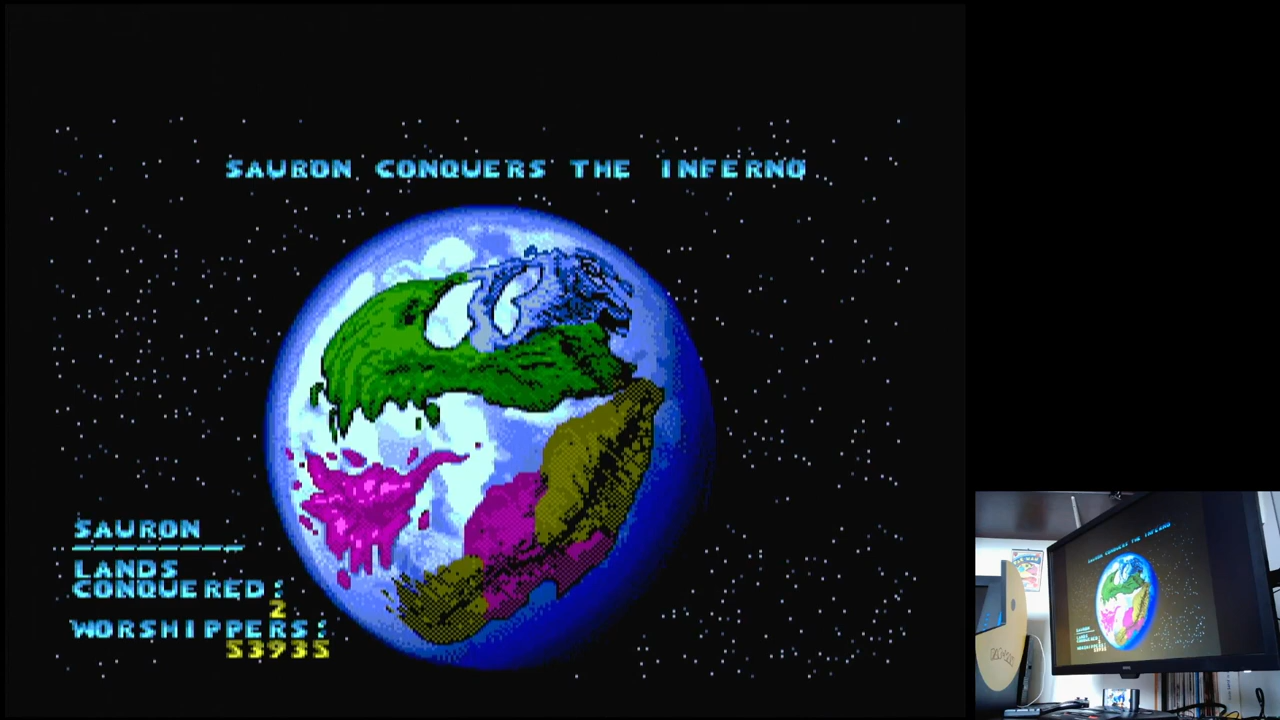 SAURON CONQUERS THE INFERNO
SAURON
LANDS
CONQUERED:
2
WORSHIPPERS:
53935